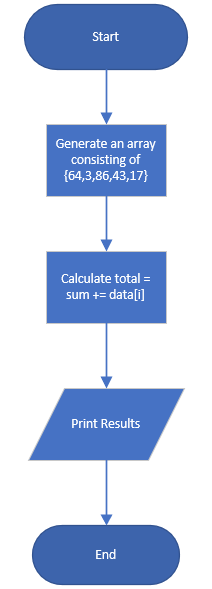 Start
Generate an array
consisting of
{64,3,86,43,17}
Calculate total =
sum += data[i]
Print Results
End